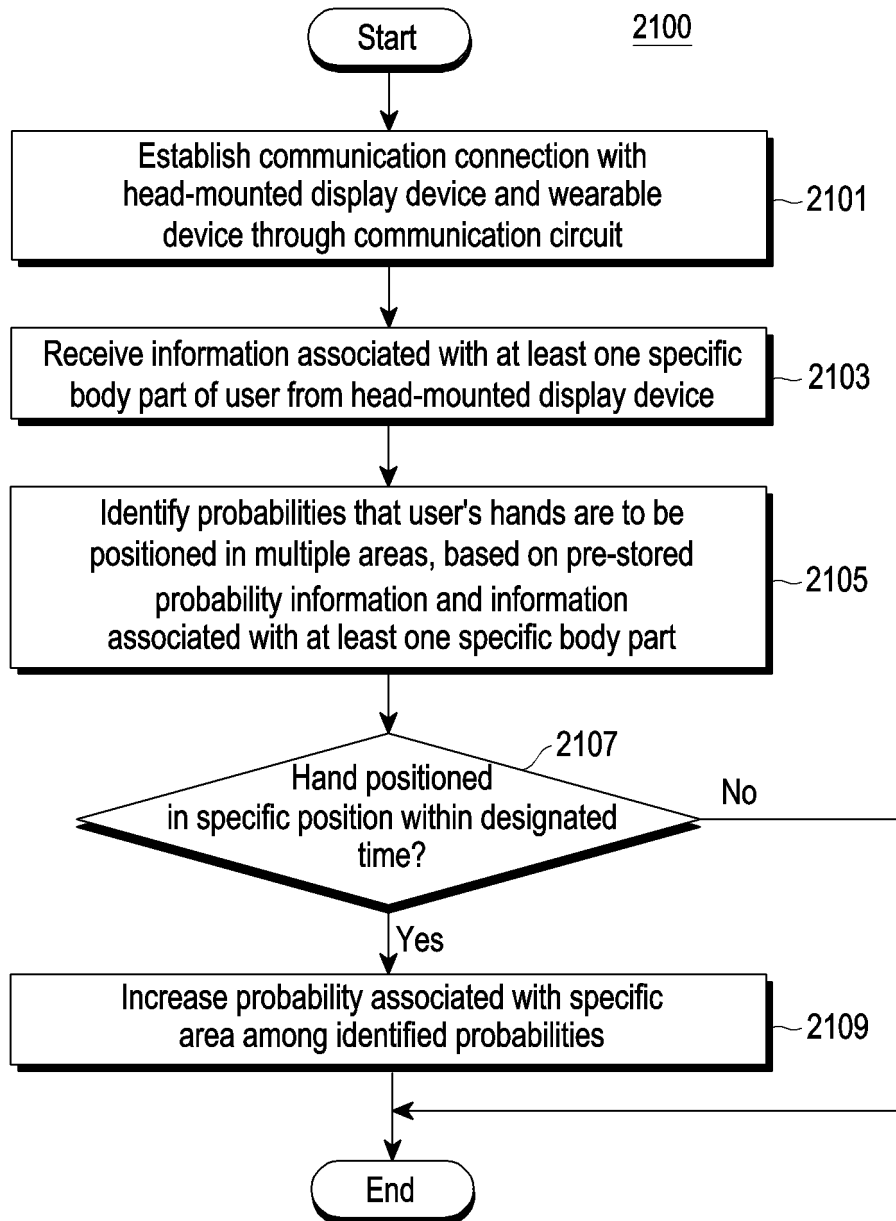 Start
2100
Establish communication connection with
head-mounted display device and wearable
device through communication circuit
2101
Receive information associated with at least one specific
body part of user from head-mounted display device
2103
Identify probabilities that user's hands are to be
positioned in multiple areas, based on pre-stored
probability information and information
associated with at least one specific body part
2105
2107
Hand positioned
in specific position within designated
time?
No
Yes
Increase probability associated with specific
area among identified probabilities
2109
End